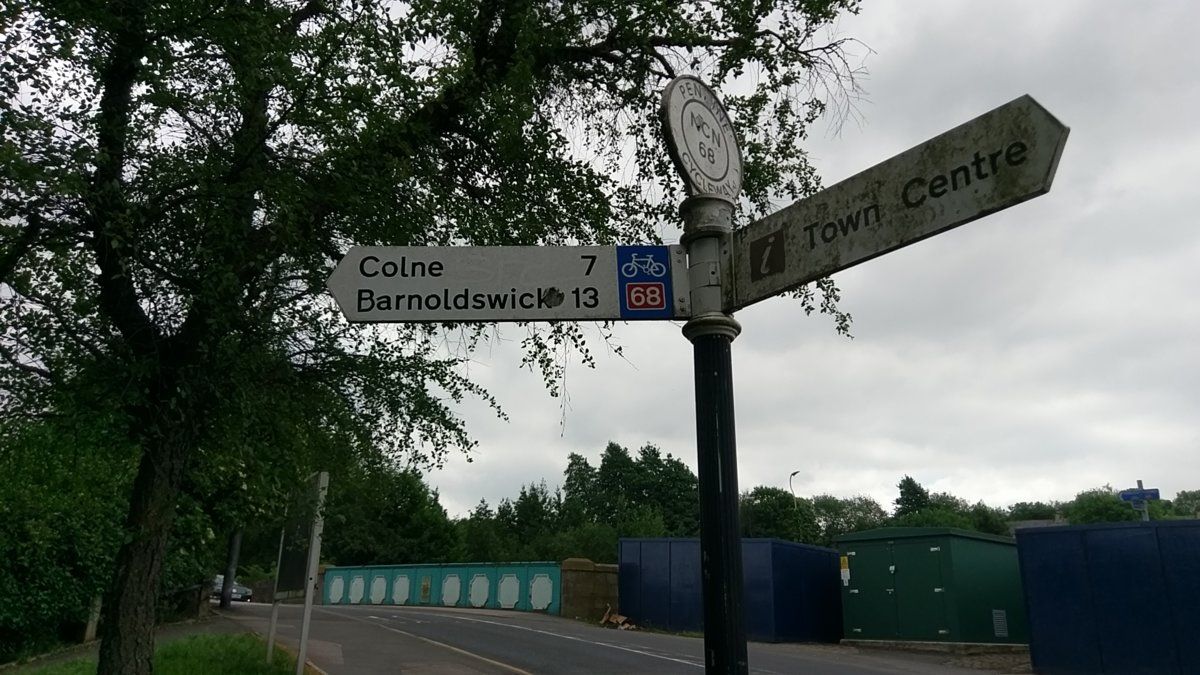 PENNINE
NCN
68
CYCLEWAY
Colne 7
Barnoldswick 13
68
i Town Centre